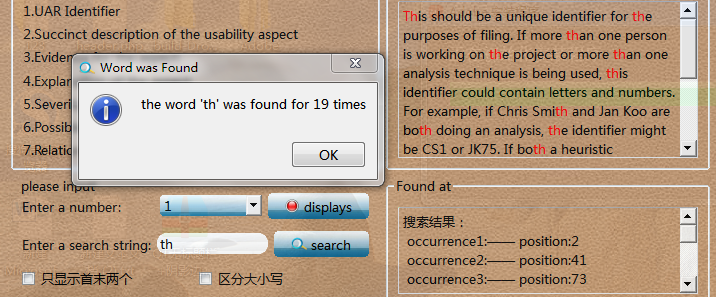 1.UAR Identifier
2.Succinct description of the usability aspect
3.Evide
4.Expla
5.Severi
6.Possib
7.Relatio
Word was Found
the word 'th' was found for 19 times
OK
This should be a unique identifier for the
purposes of filing. If more than one person
is working on the project or more than one
analysis technique is being used, this
identifier could contain letters and numbers.
For example, if Chris Smith and Jan Koo are
both doing an analysis, the identifier might
be CS1 or JK75. If both a heuristic
please input
Enter a number:
1
displays
Enter a search string:
th
search
只显示首末两个
区分大小写
Found at
搜索结果：
occurrence1:—— position:2
occurrence2:—— position:41
occurrence3:—— position:73